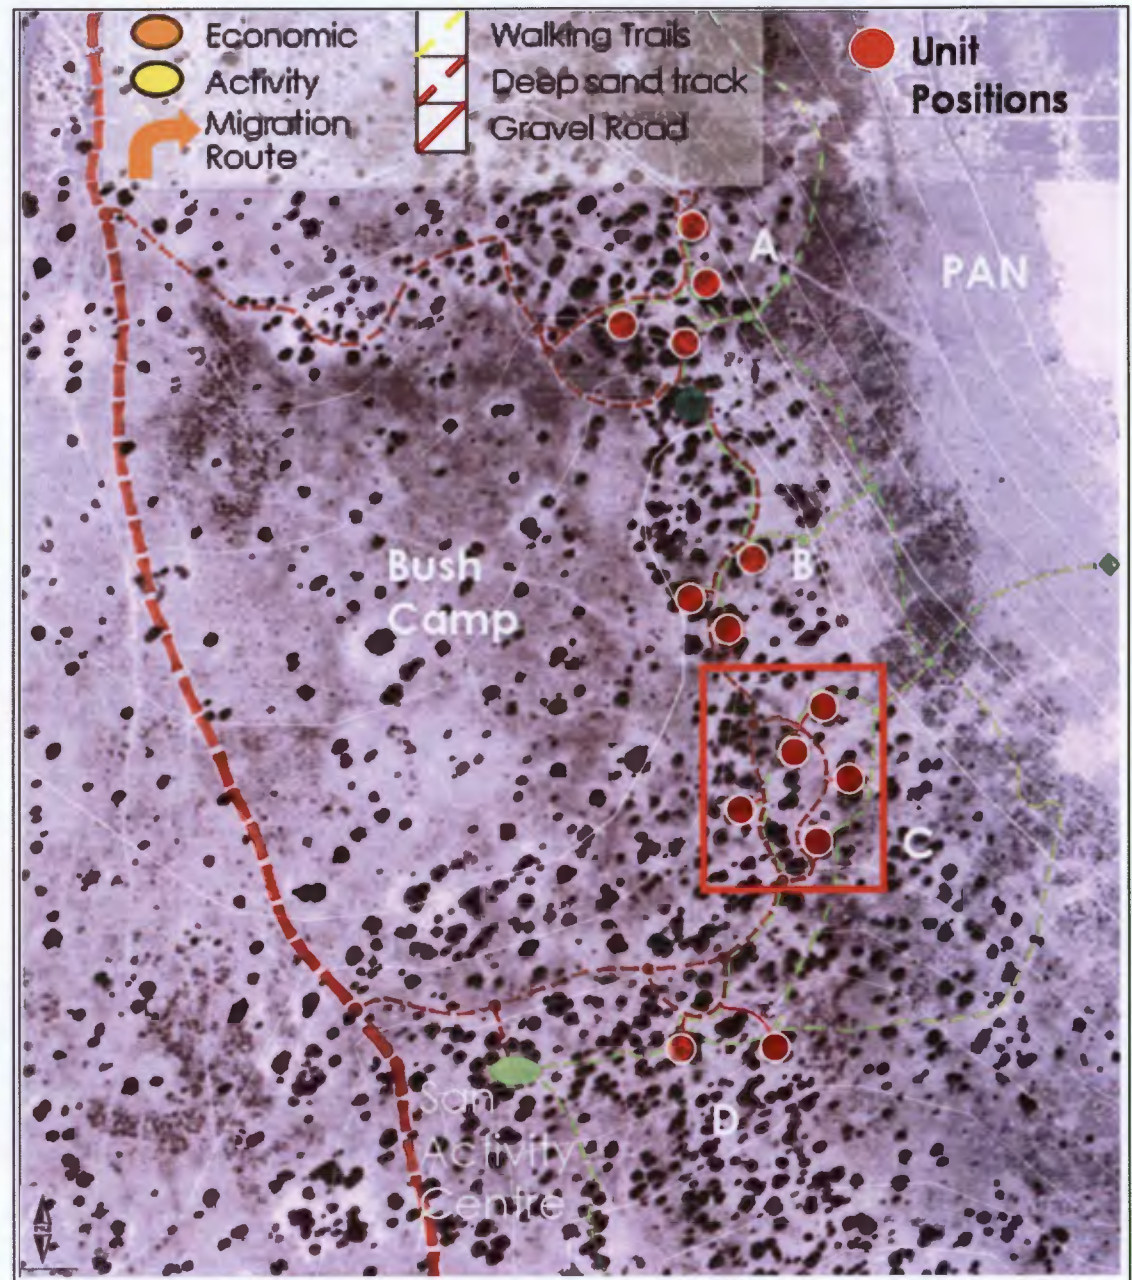 Economic
Activity
Migration
Route
Walking Trails
Deep sand track
Gravel Road
Unit
Positions
A
PAN
Bush
Camp
B
C
San
Activity
Centre
D
N